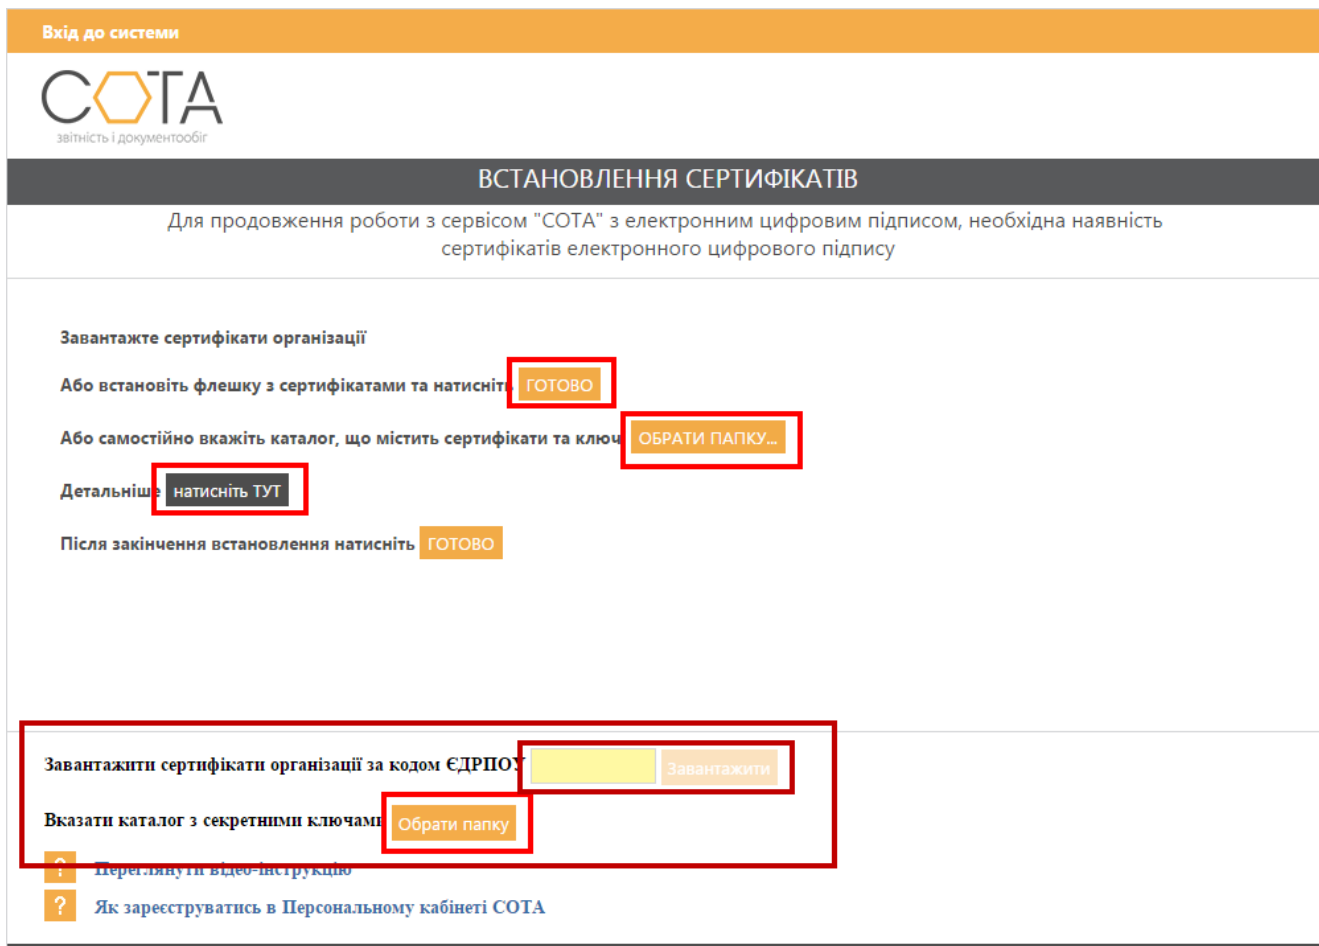 Вхід до системи
СОТА
звітність і документообіг
ВСТАНОВЛЕННЯ СЕРТИФІКАТІВ
Для продовження роботи з сервісом "СОТА" з електронним цифровим підписом, необхідна наявність
сертифікатів електронного цифрового підпису
Завантажте сертифікати організації
Або встановіть флешку з сертифікатами та натисніть ГОТОВО
Або самостійно вкажіть каталог, що містить сертифікати та ключ ОБРАТИ ПАПКУ...
Детальніше натисніть ТУТ
Після закінчення встановлення натисніть ГОТОВО
Завантажити сертифікати організації за кодом ЄДРПОУ Завантажити
Вказати каталог з секретними ключами Обрати папку
? Переглянути відео-інструкцію
? Як зареєструватись в Персональному кабінеті СОТА